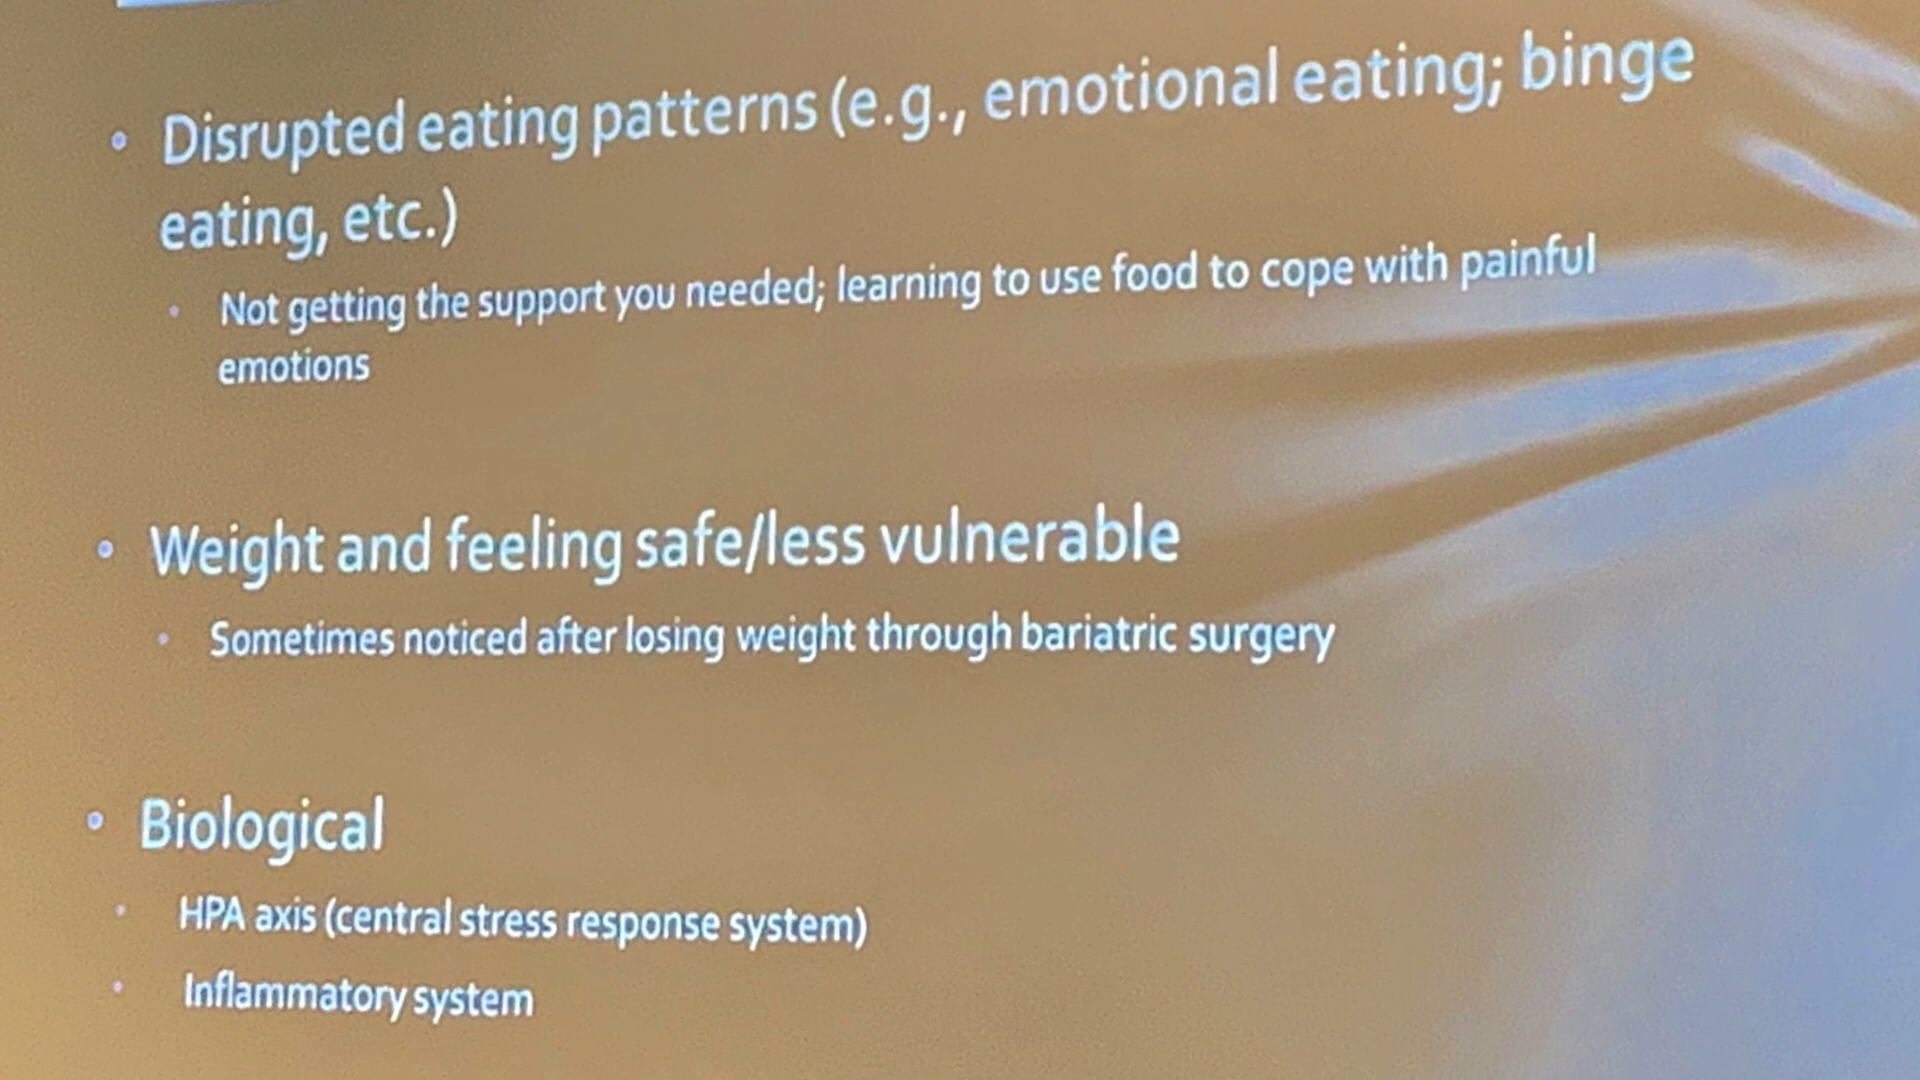 • Disrupted eating patterns (e.g., emotional eating; binge
eating, etc.)
• Not getting the support you needed; learning to use food to cope with painful
emotions
• Weight and feeling safe/less vulnerable
• Sometimes noticed after losing weight through bariatric surgery
• Biological
• HPA axis (central stress response system)
• Inflammatory system